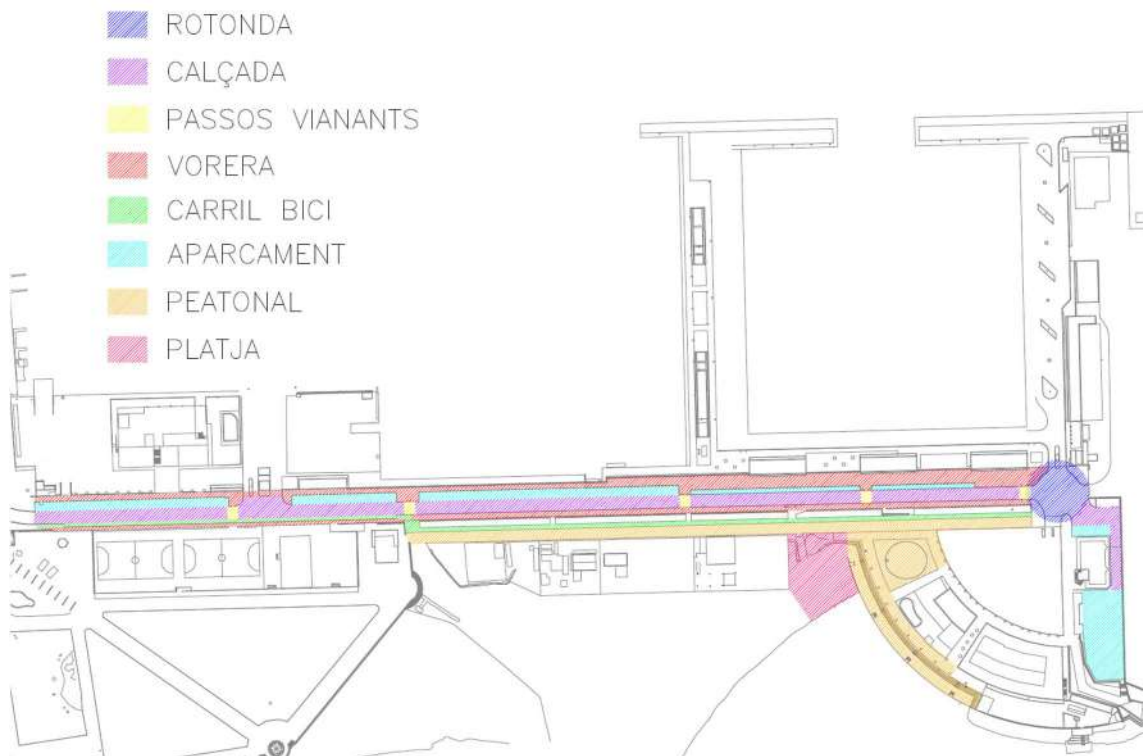 ROTONDA
CALÇADA
PASSOS VIANANTS
VORERA
CARRIL BICI
APARCAMENT
PEATONAL
PLATJA